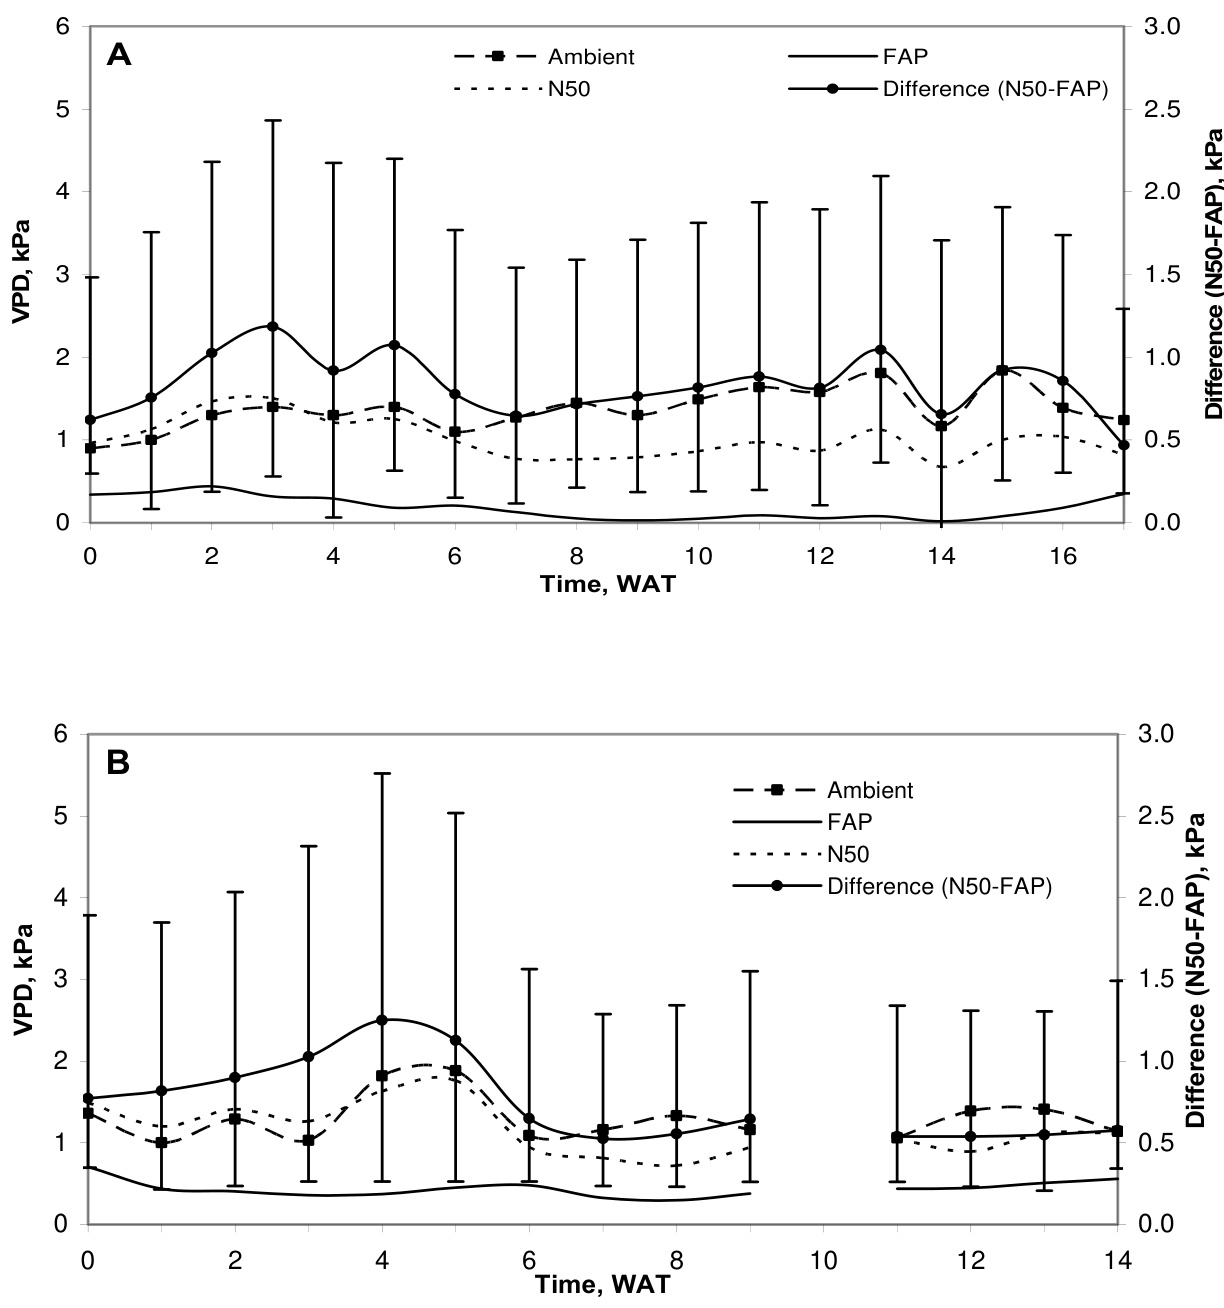 6 3.0
A
Ambient FAP
N50 Difference (N50-FAP)
5 2.5
4 2.0
3 1.5
2 1.0
1 0.5
0 0.0
VPD, kPa
Difference (N50-FAP), kPa
0 2 4 6 8 10 12 14 16
Time, WAT
6 3.0
B
Ambient
FAP
N50
Difference (N50-FAP)
5 2.5
4 2.0
3 1.5
2 1.0
1 0.5
0 0.0
VPD, kPa
Difference (N50-FAP), kPa
0 2 4 6 8 10 12 14
Time, WAT